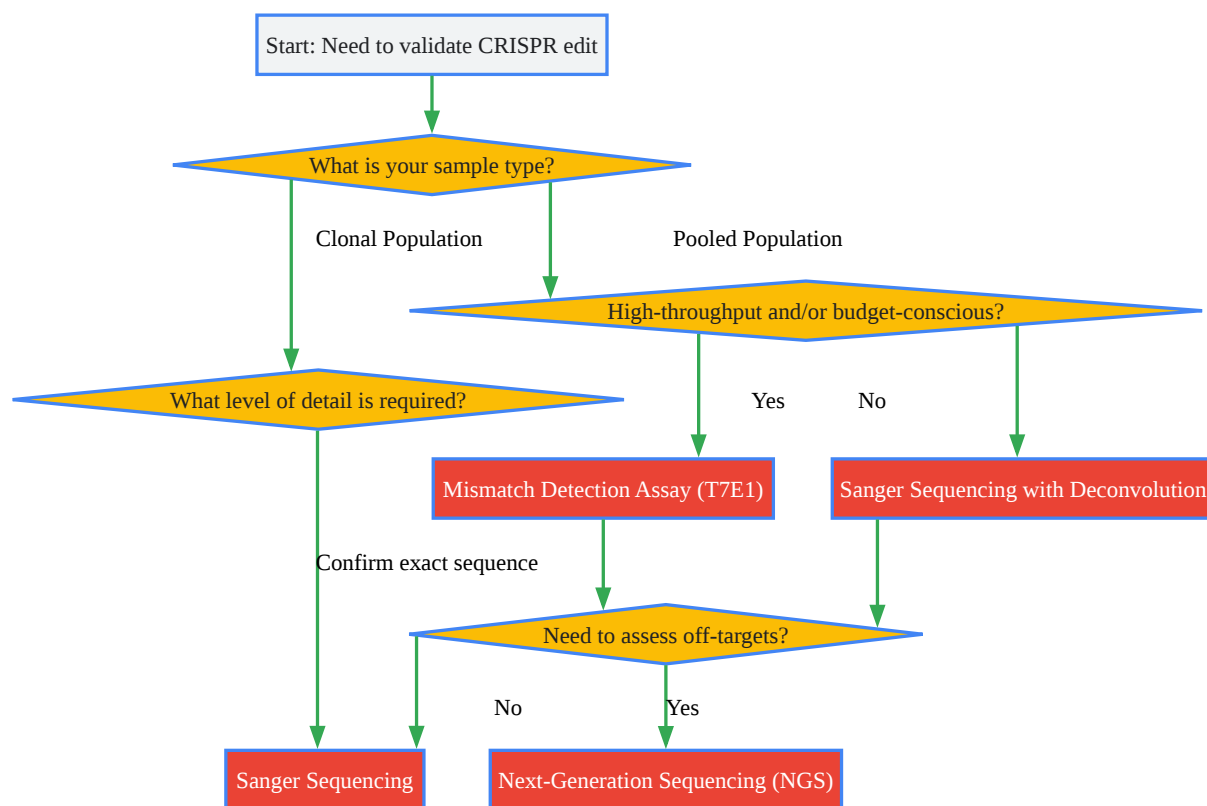 Start: Need to validate CRISPR edit
What is your sample type?
Clonal Population
Pooled Population
High-throughput and/or budget-conscious?
What level of detail is required?
Yes
No
Mismatch Detection Assay (T7E1)
Sanger Sequencing with Deconvolution
Confirm exact sequence
Need to assess off-targets?
No
Yes
Sanger Sequencing
Next-Generation Sequencing (NGS)